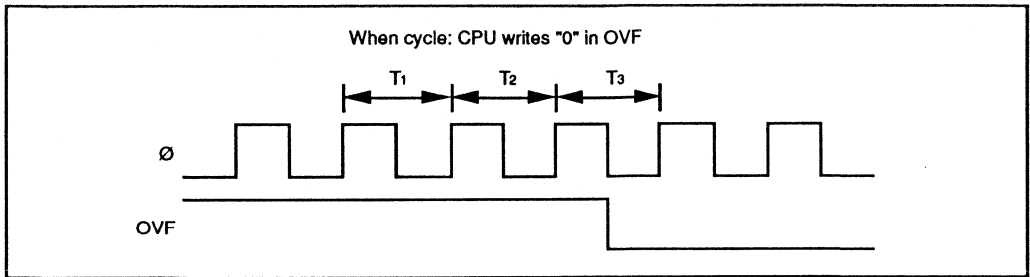 When cycle: CPU writes "0" in OVF
T1 T2 T3
Ø
OVF